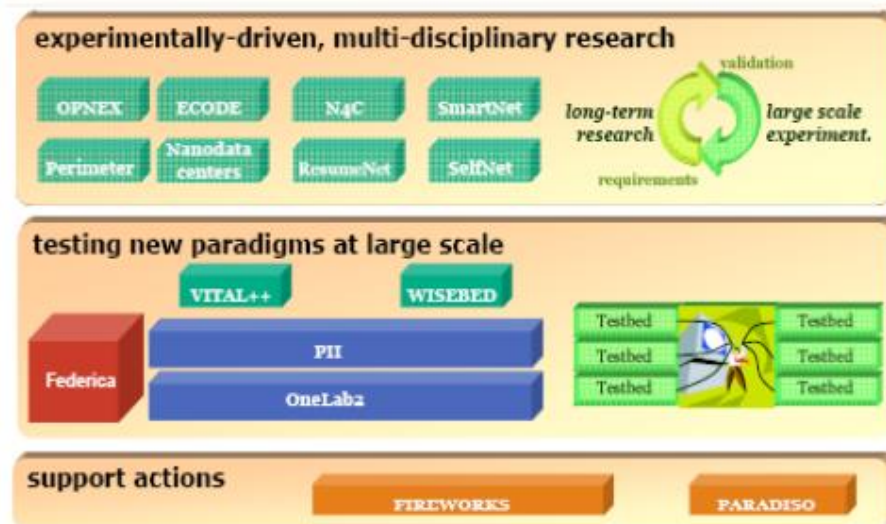 experimentally-driven, multi-disciplinary research
OPNEX
ECODE
N4C
SmartNet
Perimeter
Nanodata
centers
ResumeNet
SelfNet
validation
long-term
research
large scale
experiment.
requirements
testing new paradigms at large scale
VITAL++
WISEBED
Federica
PII
OneLab2
Testbed
Testbed
Testbed
Testbed
Testbed
Testbed
support actions
FIREWORKS
PARADISO